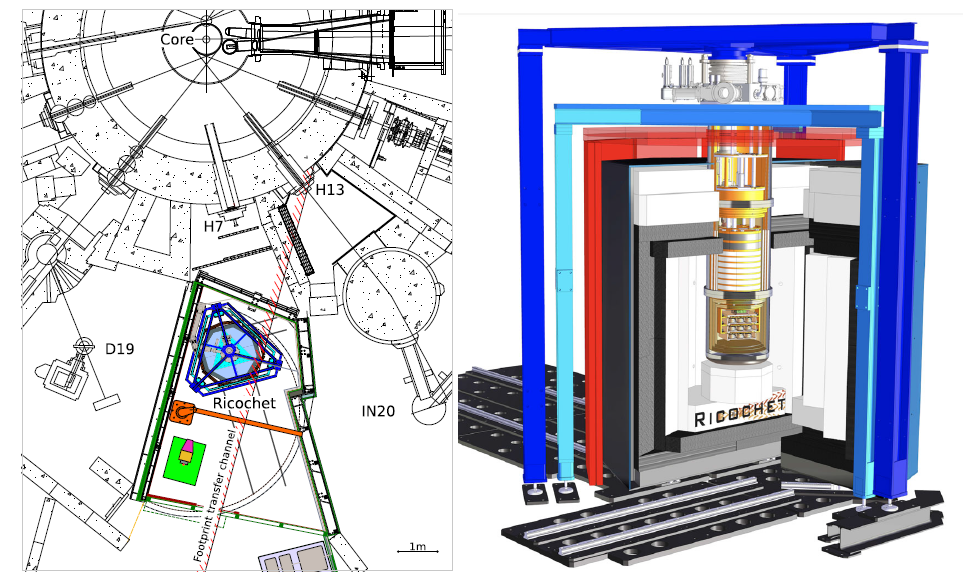 Core
H13
H7
D19
Ricochet
IN20
Footprint transfer channel
1m
RICOCHET